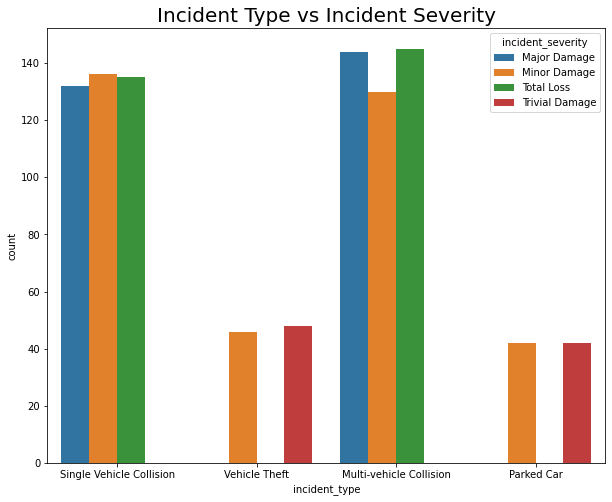 Incident Type vs Incident Severity
incident_severity
Major Damage
Minor Damage
Total Loss
Trivial Damage
140
120
100
80
60
40
20
0
count
Single Vehicle Collision
Vehicle Theft
Multi-vehicle Collision
Parked Car
incident_type